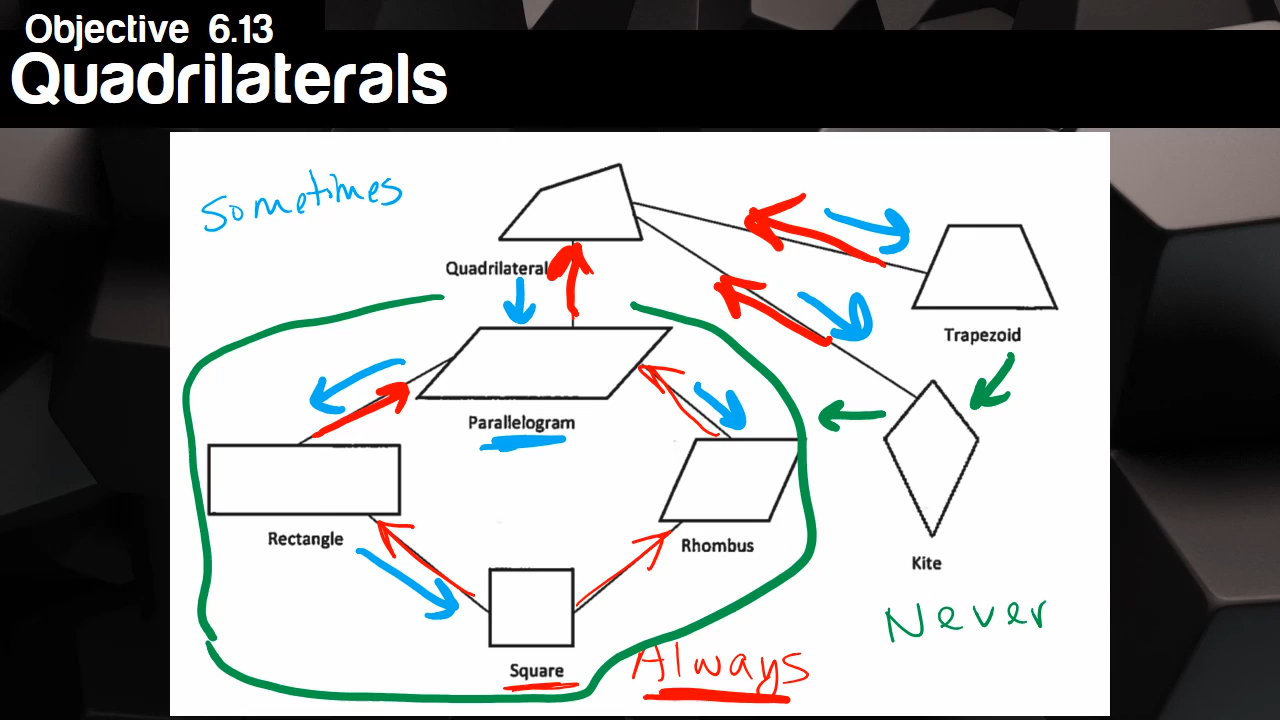 Objective 6.13
Quadrilaterals
Sometimes
Quadrilateral
Trapezoid
Parallelogram
Rectangle
Rhombus
Kite
Never
Square
Always